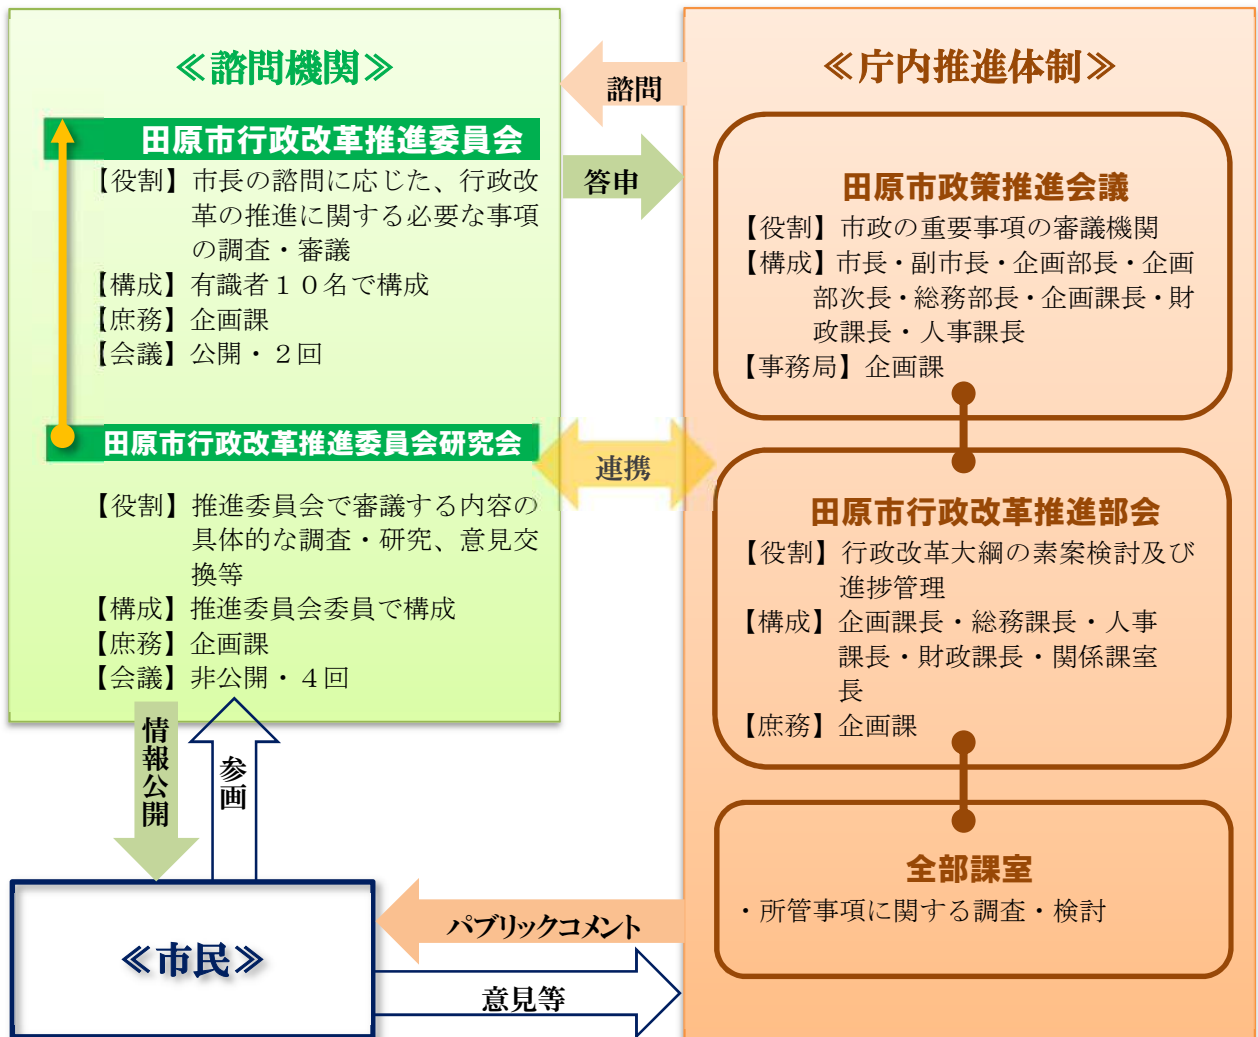 ≪諮問機関≫
田原市行政改革推進委員会
【役割】市長の諮問に応じた、行政改
革の推進に関する必要な事項
の調査・審議
【構成】有識者１０名で構成
【庶務】企画課
【会議】公開・２回
田原市行政改革推進委員会研究会
【役割】推進委員会で審議する内容の
具体的な調査・研究、意見交
換等
【構成】推進委員会委員で構成
【庶務】企画課
【会議】非公開・４回
諮問
答申
連携
≪庁内推進体制≫
田原市政策推進会議
【役割】市政の重要事項の審議機関
【構成】市長・副市長・企画部長・企画
部次長・総務部長・企画課長・財
政課長・人事課長
【事務局】企画課
田原市行政改革推進部会
【役割】行政改革大綱の素案検討及び
進捗管理
【構成】企画課長・総務課長・人事
課長・財政課長・関係課室
長
【庶務】企画課
全部課室
・所管事項に関する調査・検討
情報公開
参画
≪市民≫
パブリックコメント
意見等